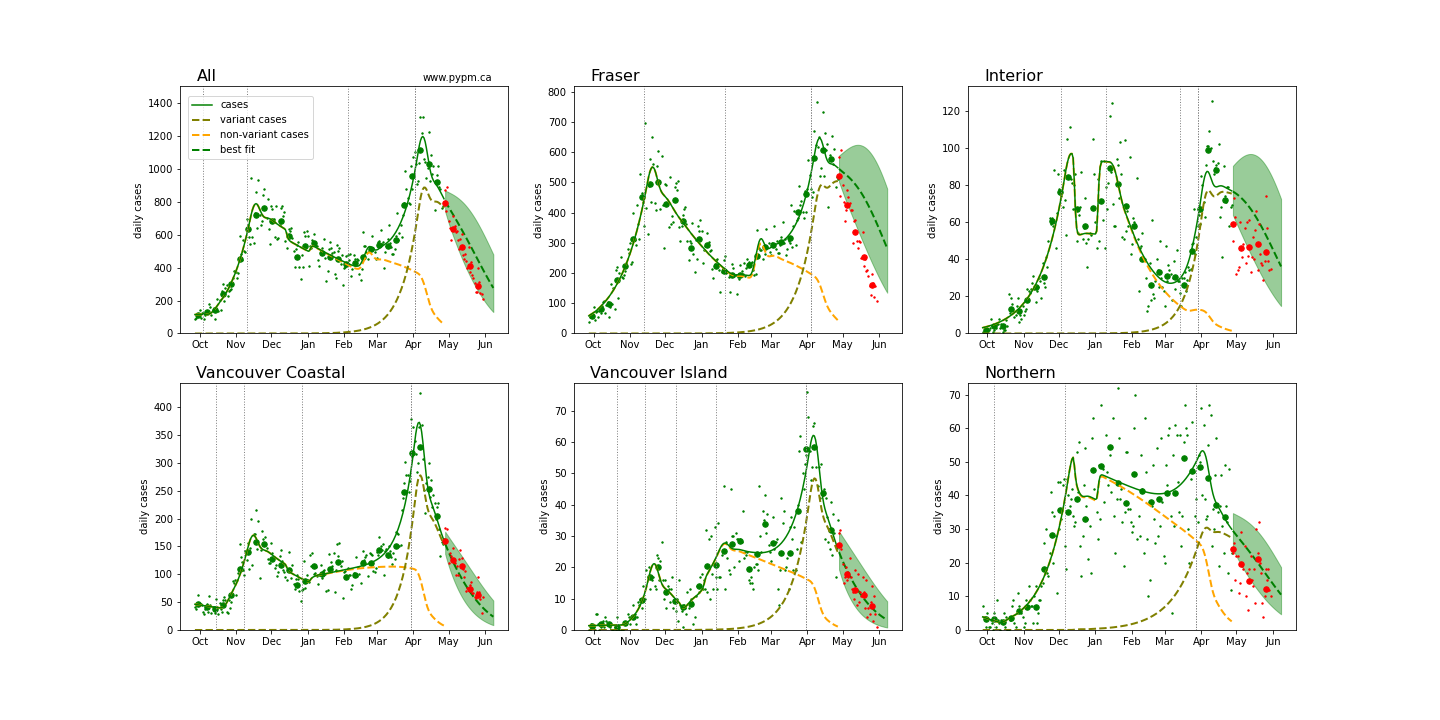 All
www.pypm.ca
daily cases
1400
1200
1000
800
600
400
200
0
cases
variant cases
non-variant cases
best fit
Oct Nov Dec Jan Feb Mar Apr May Jun
Fraser
daily cases
800
700
600
500
400
300
200
100
0
Oct Nov Dec Jan Feb Mar Apr May Jun
Interior
daily cases
120
100
80
60
40
20
0
Oct Nov Dec Jan Feb Mar Apr May Jun
Vancouver Coastal
daily cases
400
350
300
250
200
150
100
50
0
Oct Nov Dec Jan Feb Mar Apr May Jun
Vancouver Island
daily cases
70
60
50
40
30
20
10
0
Oct Nov Dec Jan Feb Mar Apr May Jun
Northern
daily cases
70
60
50
40
30
20
10
0
Oct Nov Dec Jan Feb Mar Apr May Jun